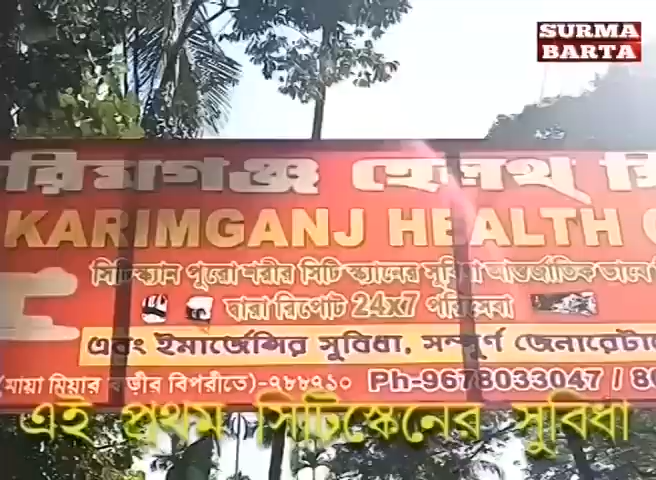 SURMA
BARTA
করিমগঞ্জ হেলথ
KARIMGANJ HEALTH
সিটিস্ক্যান পুরো শরীর সিটিস্ক্যানের সুবিধা আন্তর্জাতিক ভাবে
দ্বারা রিপোর্ট 24x7 পরিসেবা
এবং ইমার্জেন্সির সুবিধা, সম্পূর্ণ
(মায়া মিয়ার বাড়ীর বিপরীতে)-৭৮৮৭১০ Ph-9678033047 /
এই প্রথম সিটিস্কেনের সুবিধা